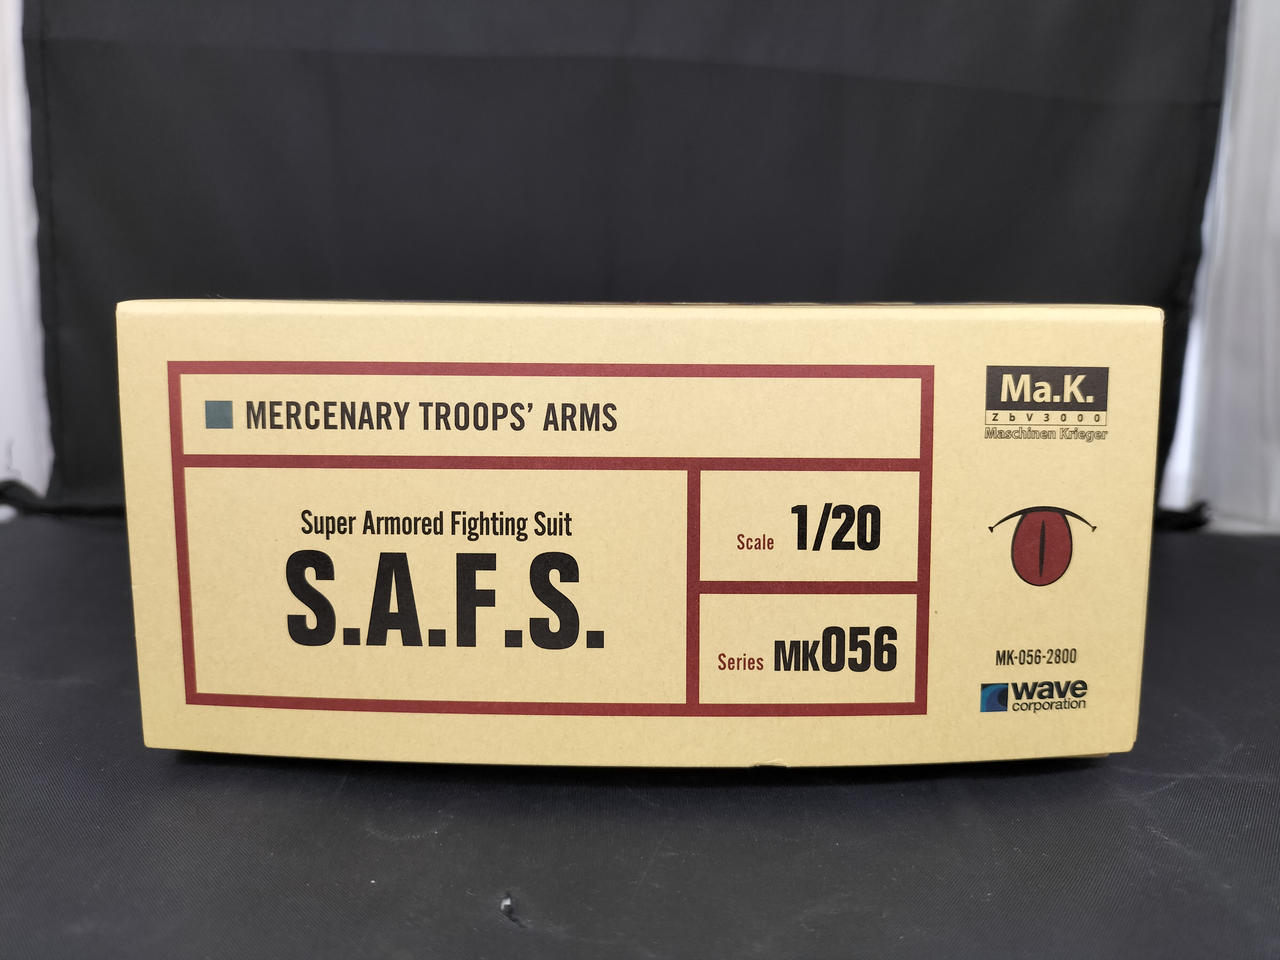 MERCENARY TROOPS' ARMS
Super Armored Fighting Suit
S.A.F.S.
Scale 1/20
Series MK056
Ma.K.
ZbV3000
Maschinen Krieger
MK-056-2800
wave
corporation